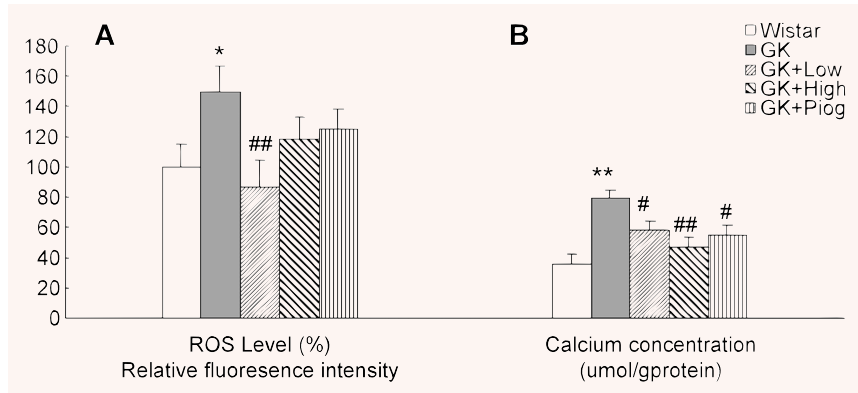 A
B
Wistar
GK
GK+Low
GK+High
GK+Piog
180
160
140
120
100
80
60
40
20
0
*
##
**
#
##
#
ROS Level (%)
Relative fluoresence intensity
Calcium concentration
(umol/gprotein)